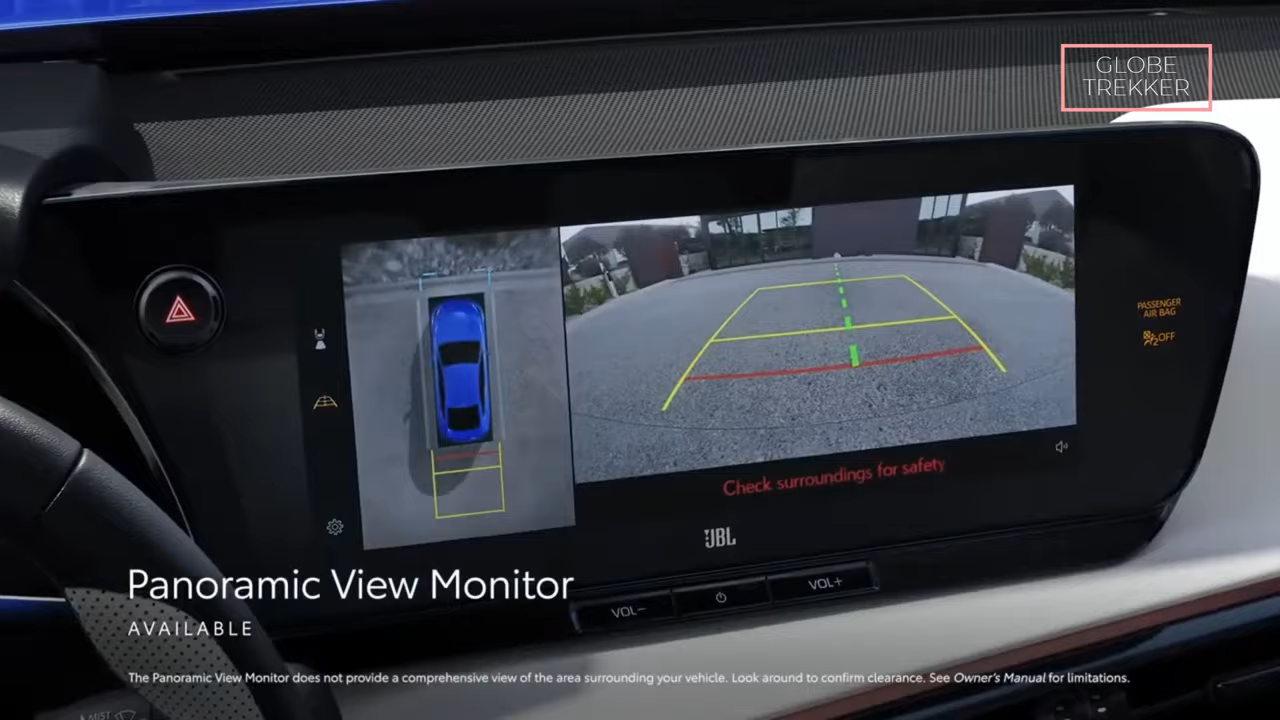 GLOBE
TREKKER
PASSENGER
AIR BAG
2 OFF
Check surroundings for safety
JBL
VOL- VOL+
Panoramic View Monitor
AVAILABLE
The Panoramic View Monitor does not provide a comprehensive view of the area surrounding your vehicle. Look around to confirm clearance. See Owner's Manual for limitations.
MIST